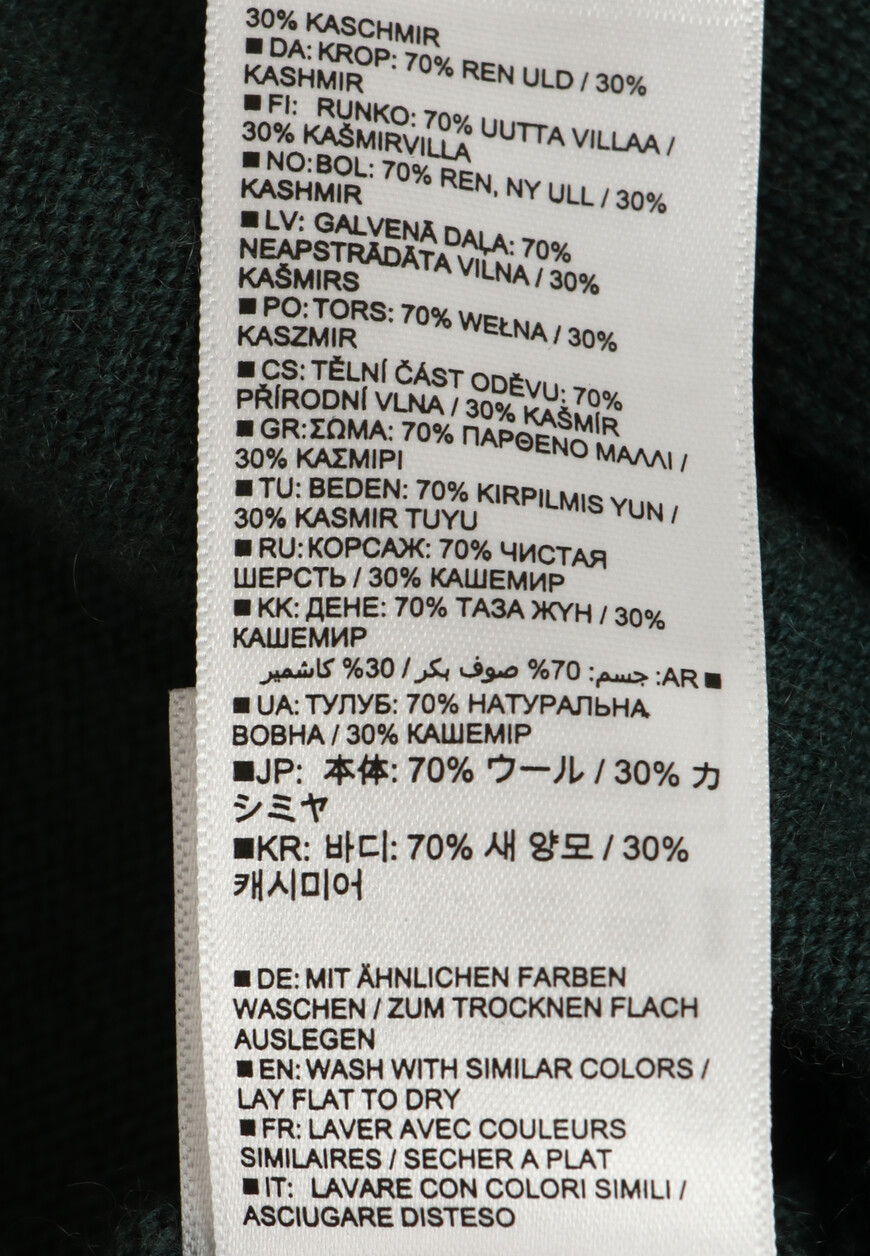 30% KASCHMIR
■DA: KROP: 70% REN ULD / 30%
KASHMIR
■FI: RUNKO: 70% UUTTA VILLAA /
30% KAŠMIRVILLA
■NO:BOL: 70% REN, NY ULL / 30%
KASHMIR
■LV: GALVENĀ DAĻA: 70%
NEAPSTRĀDĀTA VILNA / 30%
KAŠMIRS
■PO:TORS: 70% WEŁNA / 30%
KASZMIR
■CS: TĚLNÍ ČÁST ODĚVU: 70%
PŘÍRODNÍ VLNA / 30% KAŠMÍR
■GR:ΣΩΜΑ: 70% ΠΑΡΘΕΝΟ ΜΑΛΛΙ /
30% ΚΑΣΜΙΡΙ
■TU: BEDEN: 70% KIRPILMIS YUN /
30% KASMIR TUYU
■RU:КОРСАЖ: 70% ЧИСТАЯ
ШЕРСТЬ / 30% КАШЕМИР
■KK: ДЕНЕ: 70% ТАЗА ЖҮН / 30%
КАШЕМИР
■AR: جسم: 70% صوف بكر / 30% كاشمير
■UA: ТУЛУБ: 70% НАТУРАЛЬНА
ВОВНА / 30% КАШЕМІР
■JP: 本体: 70% ウール / 30% カ
シミヤ
■KR: 바디: 70% 새 양모 / 30%
캐시미어
■DE: MIT ÄHNLICHEN FARBEN
WASCHEN / ZUM TROCKNEN FLACH
AUSLEGEN
■EN: WASH WITH SIMILAR COLORS /
LAY FLAT TO DRY
■FR: LAVER AVEC COULEURS
SIMILAIRES / SECHER A PLAT
■IT: LAVARE CON COLORI SIMILI /
ASCIUGARE DISTESO